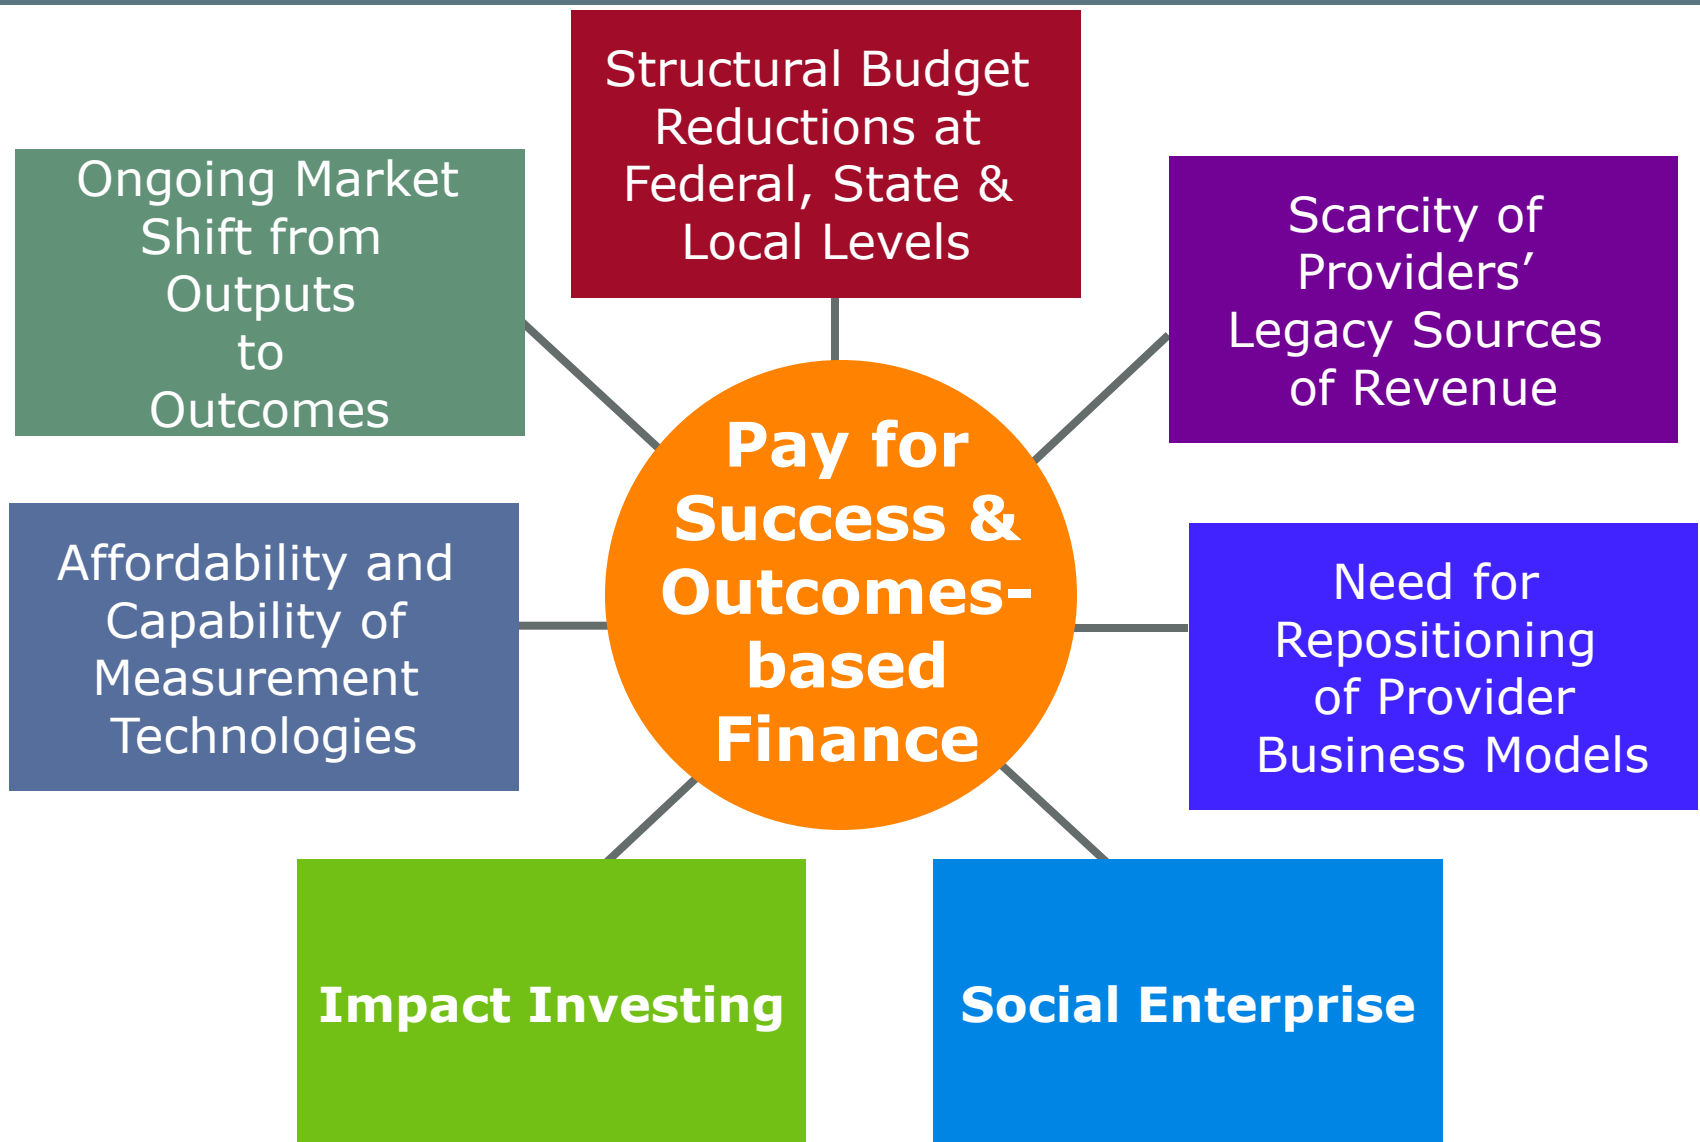 Structural Budget
Reductions at
Federal, State &
Local Levels
Ongoing Market
Shift from
Outputs
to
Outcomes
Scarcity of
Providers’
Legacy Sources
of Revenue
Pay for
Success &
Outcomes-
based
Finance
Affordability and
Capability of
Measurement
Technologies
Need for
Repositioning
of Provider
Business Models
Impact Investing
Social Enterprise